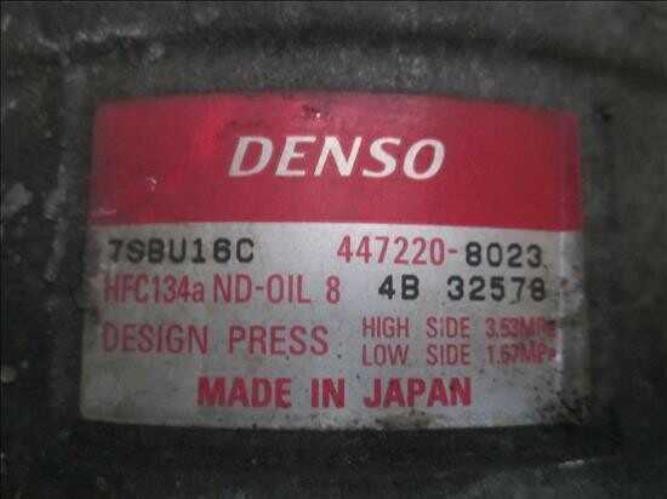 DENSO
7SBU16C 447220-8023
HFC134a ND-OIL 8 4B 32578
DESIGN PRESS HIGH SIDE 3.53MPa
LOW SIDE 1.67MPa
MADE IN JAPAN